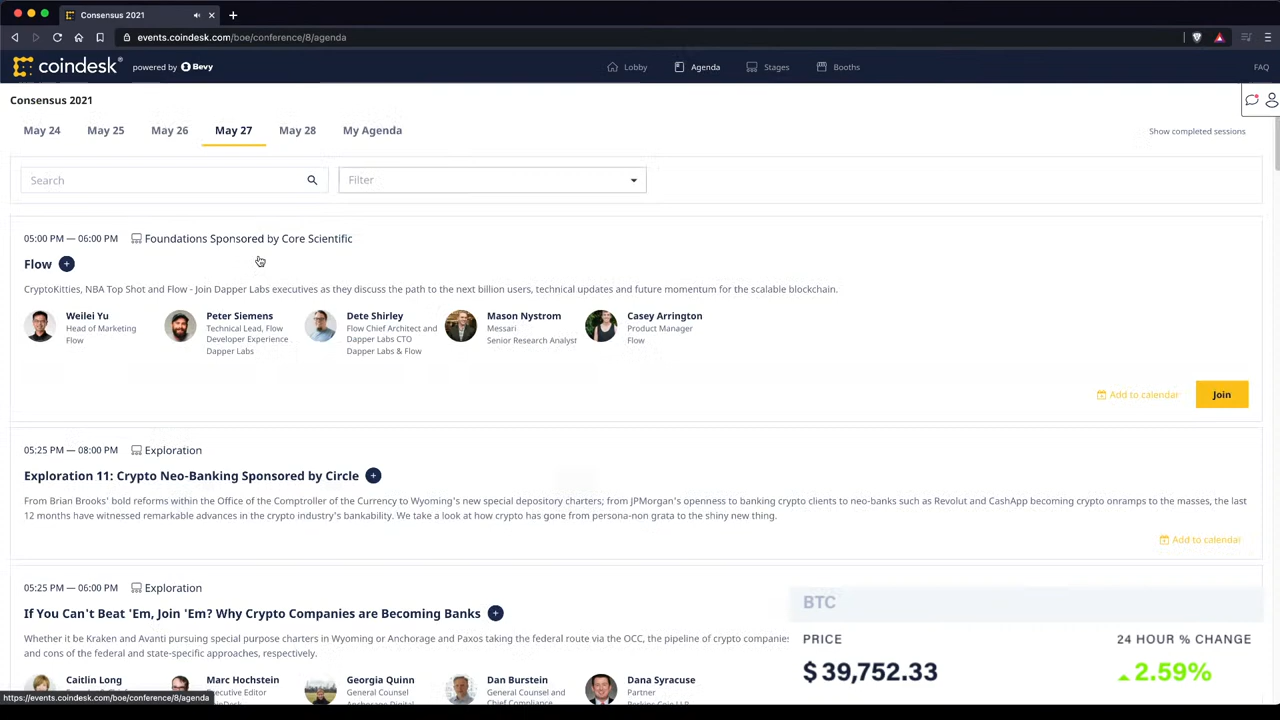 Consensus 2021
events.coindesk.com/boe/conference/8/agenda
coindesk powered by Bevy
Lobby Agenda Stages Booths FAQ
Consensus 2021
May 24 May 25 May 26 May 27 May 28 My Agenda Show completed sessions
Search Filter
05:00 PM — 06:00 PM Foundations Sponsored by Core Scientific
Flow +
CryptoKitties, NBA Top Shot and Flow - Join Dapper Labs executives as they discuss the path to the next billion users, technical updates and future momentum for the scalable blockchain.
Weilei Yu
Head of Marketing
Flow
Peter Siemens
Technical Lead, Flow
Developer Experience
Dapper Labs
Dete Shirley
Flow Chief Architect and
Dapper Labs CTO
Dapper Labs & Flow
Mason Nystrom
Messari
Senior Research Analyst
Casey Arrington
Product Manager
Flow
Add to calendar Join
05:25 PM — 08:00 PM Exploration
Exploration 11: Crypto Neo-Banking Sponsored by Circle +
From Brian Brooks' bold reforms within the Office of the Comptroller of the Currency to Wyoming's new special depository charters; from JPMorgan's openness to banking crypto clients to neo-banks such as Revolut and CashApp becoming crypto onramps to the masses, the last
12 months have witnessed remarkable advances in the crypto industry's bankability. We take a look at how crypto has gone from persona-non grata to the shiny new thing.
Add to calendar
05:25 PM — 06:00 PM Exploration
If You Can't Beat 'Em, Join 'Em? Why Crypto Companies are Becoming Banks +
Whether it be Kraken and Avanti pursuing special purpose charters in Wyoming or Anchorage and Paxos taking the federal route via the OCC, the pipeline of crypto companies
and cons of the federal and state-specific approaches, respectively.
Caitlin Long
Marc Hochstein
Executive Editor
Georgina Quinn
General Counsel
Anchorage Digital
Dan Burstein
General Counsel and
Chief Compliance
Dana Syracuse
Partner
Perkins Coie LLP
https://events.coindesk.com/boe/conference/8/agenda
BTC
PRICE 24 HOUR % CHANGE
$39,752.33 2.59%